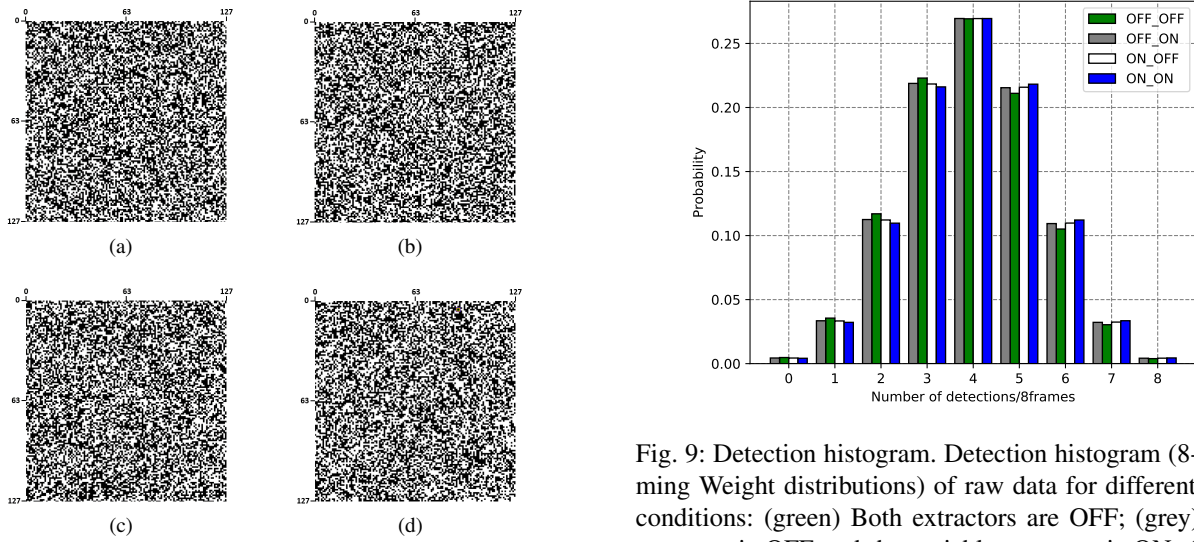 0 63 127
0
63
127
(a)
0 63 127
0
63
127
(b)
0 63 127
0
63
127
(c)
0 63 127
0
63
127
(d)
OFF_OFF
OFF_ON
ON_OFF
ON_ON
Probability
0.25
0.20
0.15
0.10
0.05
0.00
0 1 2 3 4 5 6 7 8
Number of detections/8frames
Fig. 9: Detection histogram. Detection histogram (8-
ming Weight distributions) of raw data for different
conditions: (green) Both extractors are OFF; (grey)